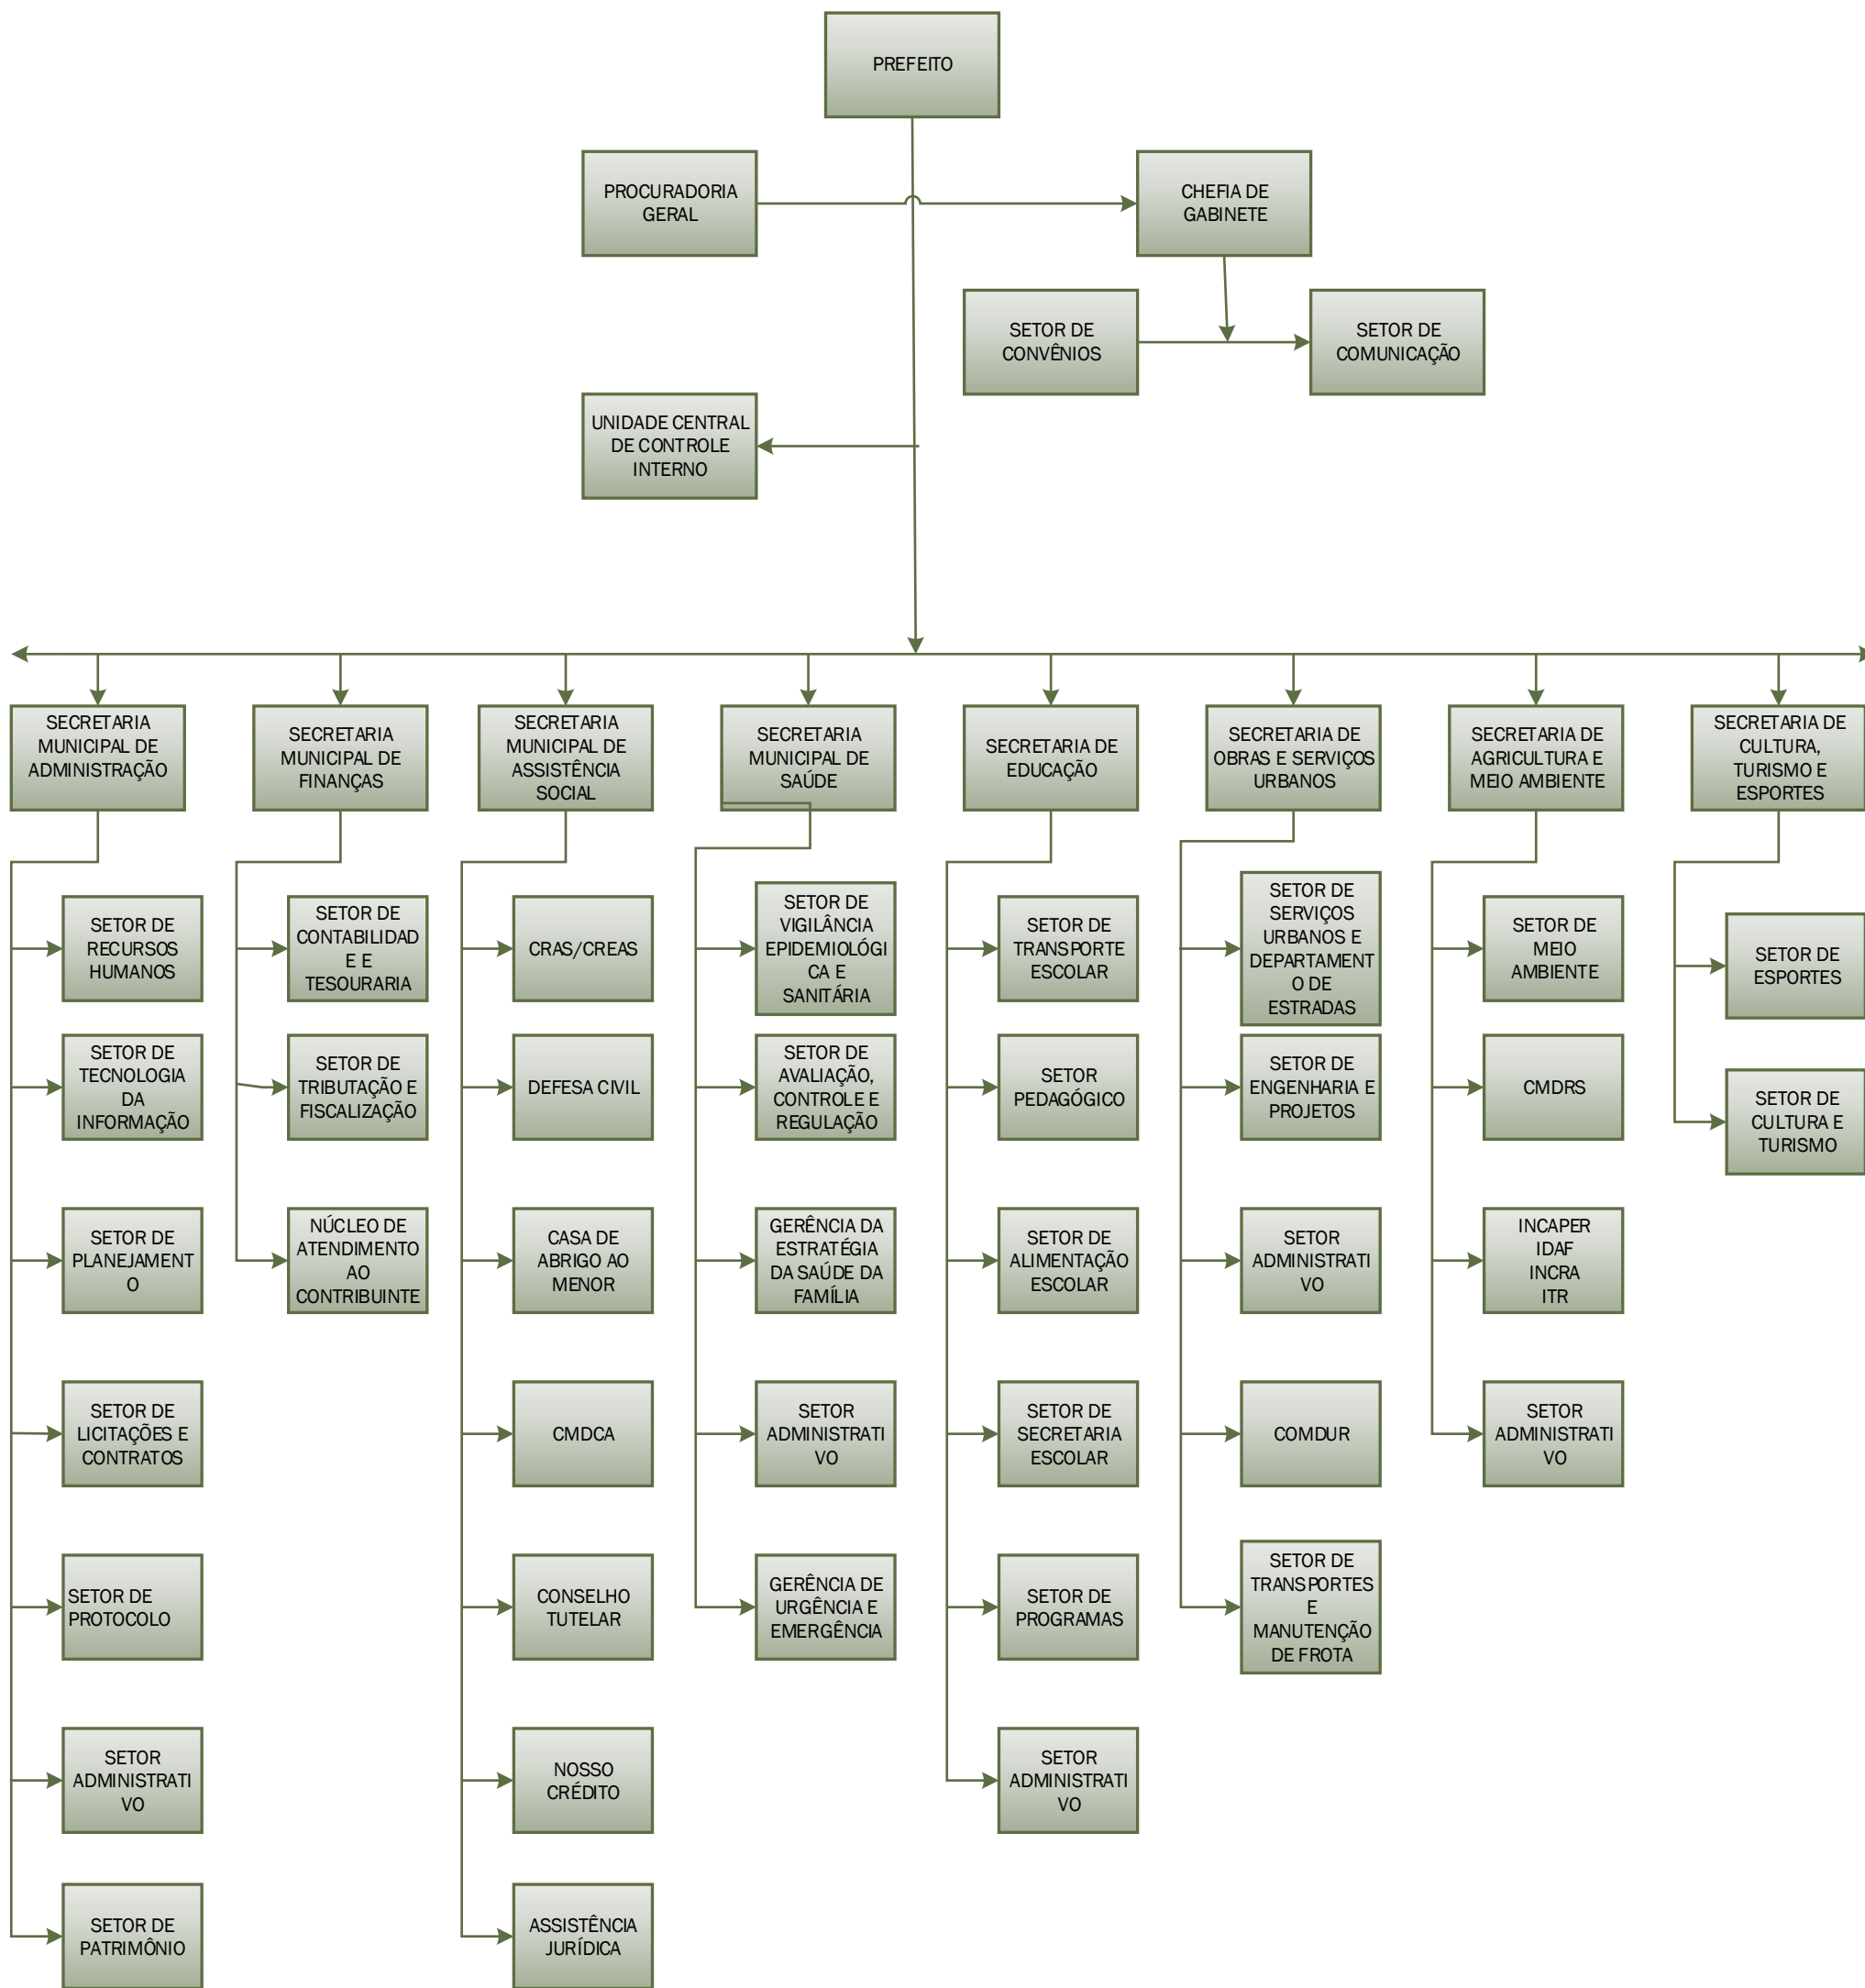 PREFEITO
PROCURADORIA
GERAL
CHEFIA DE
GABINETE
SETOR DE
CONVÊNIOS
SETOR DE
COMUNICAÇÃO
UNIDADE CENTRAL
DE CONTROLE
INTERNO
SECRETARIA
MUNICIPAL DE
ADMINISTRAÇÃO
SECRETARIA
MUNICIPAL DE
FINANÇAS
SECRETARIA
MUNICIPAL DE
ASSISTÊNCIA
SOCIAL
SECRETARIA
MUNICIPAL DE
SAÚDE
SECRETARIA DE
EDUCAÇÃO
SECRETARIA DE
OBRAS E SERVIÇOS
URBANOS
SECRETARIA DE
AGRICULTURA E
MEIO AMBIENTE
SECRETARIA DE
CULTURA,
TURISMO E
ESPORTES
SETOR DE
RECURSOS
HUMANOS
SETOR DE
TECNOLOGIA
DA
INFORMAÇÃO
SETOR DE
PLANEJAMENT
O
SETOR DE
LICITAÇÕES E
CONTRATOS
SETOR DE
PROTOCOLO
SETOR
ADMINISTRATI
VO
SETOR DE
PATRIMÔNIO
SETOR DE
CONTABILIDAD
E E
TESOURARIA
SETOR DE
TRIBUTAÇÃO E
FISCALIZAÇÃO
NÚCLEO DE
ATENDIMENTO
AO
CONTRIBUINTE
CRAS/CREAS
DEFESA CIVIL
CASA DE
ABRIGO AO
MENOR
CMDCA
CONSELHO
TUTELAR
NOSSO
CRÉDITO
ASSISTÊNCIA
JURÍDICA
SETOR DE
VIGILÂNCIA
EPIDEMIOLÓGI
CA E
SANITÁRIA
SETOR DE
AVALIAÇÃO,
CONTROLE E
REGULAÇÃO
GERÊNCIA DA
ESTRATÉGIA
DA SAÚDE DA
FAMÍLIA
SETOR
ADMINISTRATI
VO
GERÊNCIA DE
URGÊNCIA E
EMERGÊNCIA
SETOR DE
TRANSPORTE
ESCOLAR
SETOR
PEDAGÓGICO
SETOR DE
ALIMENTAÇÃO
ESCOLAR
SETOR DE
SECRETARIA
ESCOLAR
SETOR DE
PROGRAMAS
SETOR
ADMINISTRATI
VO
SETOR DE
SERVIÇOS
URBANOS E
DEPARTAMENT
O DE
ESTRADAS
SETOR DE
ENGENHARIA E
PROJETOS
SETOR
ADMINISTRATI
VO
COMDUR
SETOR DE
TRANSPORTES
E
MANUTENÇÃO
DE FROTA
SETOR DE
MEIO
AMBIENTE
CMDRS
INCAPER
IDAF
INCRA
ITR
SETOR
ADMINISTRATI
VO
SETOR DE
ESPORTES
SETOR DE
CULTURA E
TURISMO